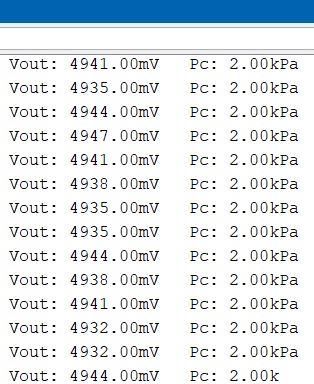 Vout: 4941.00mV   Pc: 2.00kPa
Vout: 4935.00mV   Pc: 2.00kPa
Vout: 4944.00mV   Pc: 2.00kPa
Vout: 4947.00mV   Pc: 2.00kPa
Vout: 4941.00mV   Pc: 2.00kPa
Vout: 4938.00mV   Pc: 2.00kPa
Vout: 4935.00mV   Pc: 2.00kPa
Vout: 4935.00mV   Pc: 2.00kPa
Vout: 4944.00mV   Pc: 2.00kPa
Vout: 4938.00mV   Pc: 2.00kPa
Vout: 4941.00mV   Pc: 2.00kPa
Vout: 4932.00mV   Pc: 2.00kPa
Vout: 4932.00mV   Pc: 2.00kPa
Vout: 4944.00mV   Pc: 2.00k